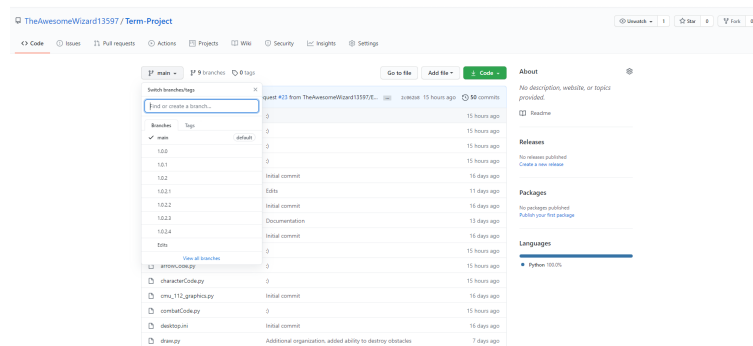 TheAwesomeWizard13597 / Term-Project
Unwatch 1 Star 0 Fork 0
Code Issues Pull requests Actions Projects Wiki Security Insights Settings
main 9 branches 0 tags Go to file Add file Code
Switch branches/tags
Find or create a branch...
Branches Tags
main default
1.0.0
1.0.1
1.0.2
1.0.2.1
1.0.2.2
1.0.2.3
1.0.2.4
Edits
View all branches
quest #23 from TheAwesomeWizard13597/E... 15 hours ago 50 commits
:) 15 hours ago
:) 15 hours ago
:) 15 hours ago
:) 15 hours ago
Initial commit 16 days ago
Edits 11 days ago
Initial commit 16 days ago
Documentation 13 days ago
Initial commit 16 days ago
:) 15 hours ago
arrowCode.py :) 15 hours ago
characterCode.py :) 15 hours ago
cmu_112_graphics.py Initial commit 16 days ago
combatCode.py :) 15 hours ago
desktop.ini Initial commit 16 days ago
draw.py Additional organization, added ability to destroy obstacles 7 days ago
About
No description, website, or topics
provided.
Readme
Releases
No releases published
Create a new release
Packages
No packages published
Publish your first package
Languages
Python 100.0%